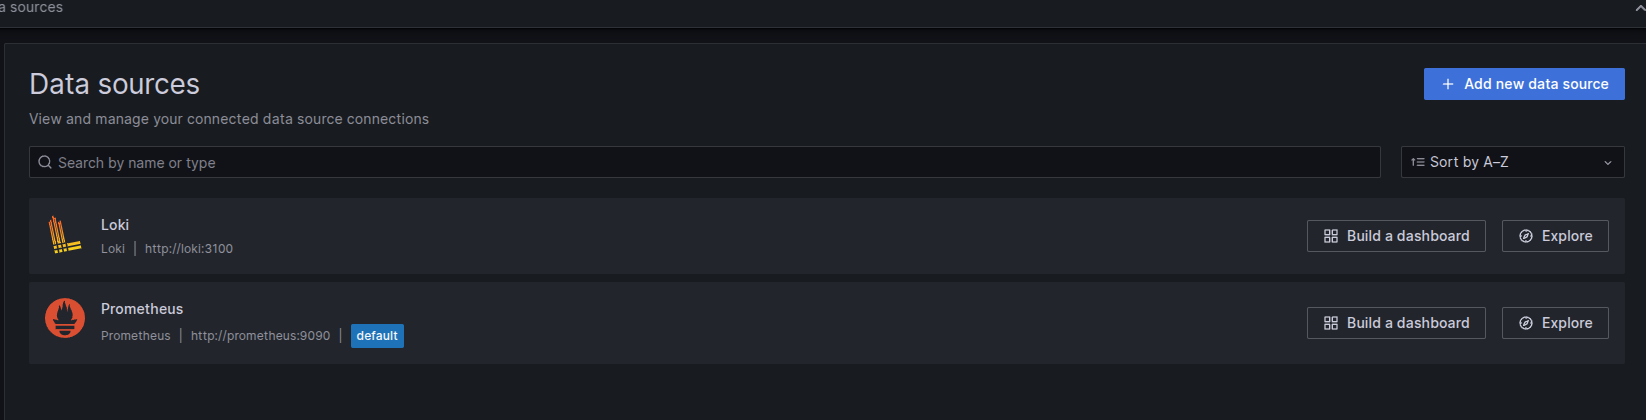 a sources
Data sources
+ Add new data source
View and manage your connected data source connections
Search by name or type
Sort by A–Z
Loki
Loki | http://loki:3100
Build a dashboard
Explore
Prometheus
Prometheus | http://prometheus:9090 | default
Build a dashboard
Explore